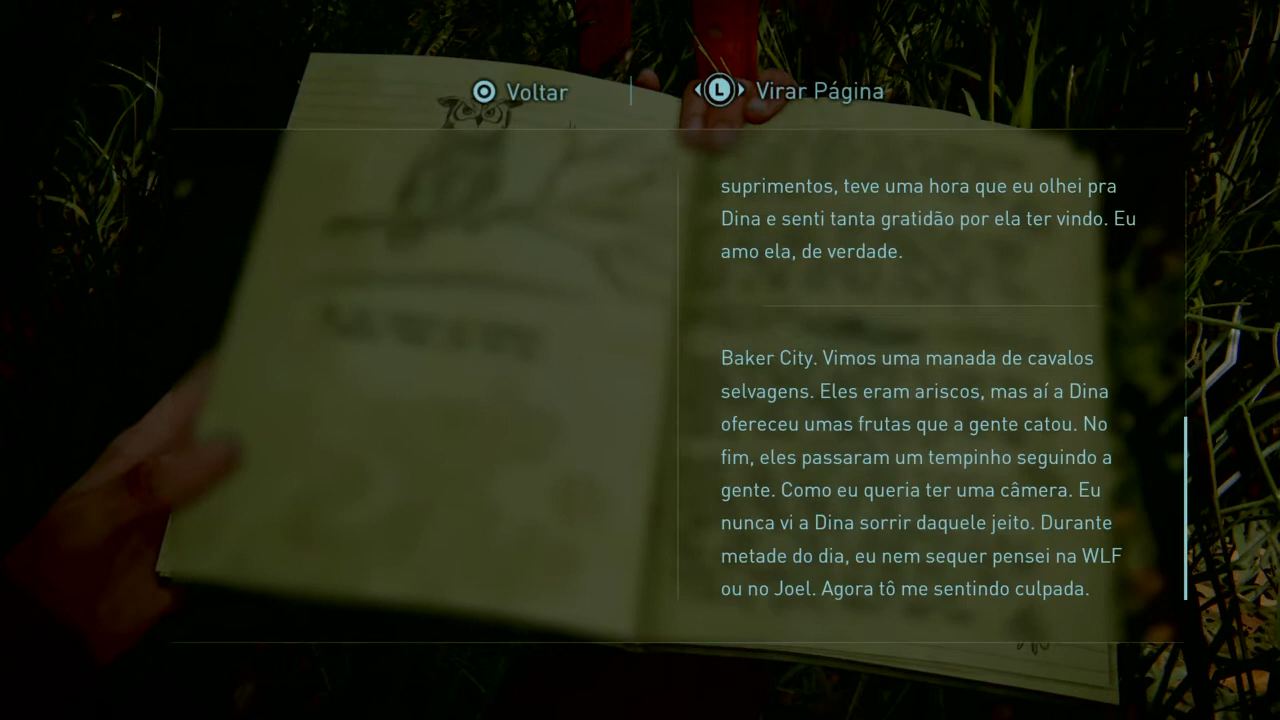 Voltar
L Virar Página
suprimentos, teve uma hora que eu olhei pra
Dina e senti tanta gratidão por ela ter vindo. Eu
amo ela, de verdade.
Baker City. Vimos uma manada de cavalos
selvagens. Eles eram ariscos, mas aí a Dina
ofereceu umas frutas que a gente catou. No
fim, eles passaram um tempinho seguindo a
gente. Como eu queria ter uma câmera. Eu
nunca vi a Dina sorrir daquele jeito. Durante
metade do dia, eu nem sequer pensei na WLF
ou no Joel. Agora tô me sentindo culpada.